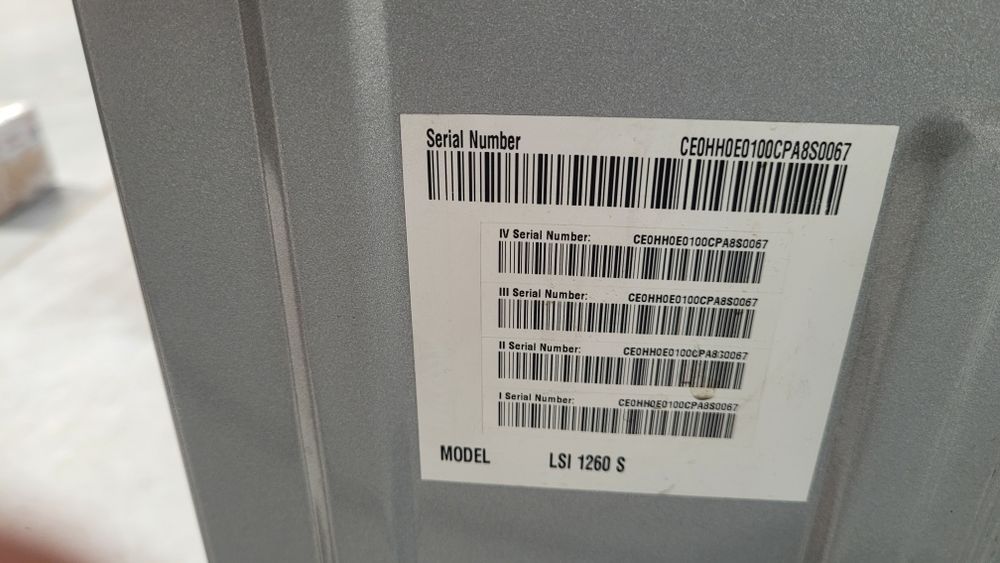 Serial Number CE0HH0E0100CPA8S0067
IV Serial Number: CE0HH0E0100CPA8S0067
III Serial Number: CE0HH0E0100CPA8S0067
II Serial Number: CE0HH0E0100CPA8S0067
I Serial Number: CE0HH0E0100CPA8S0067
MODEL LSI 1260 S